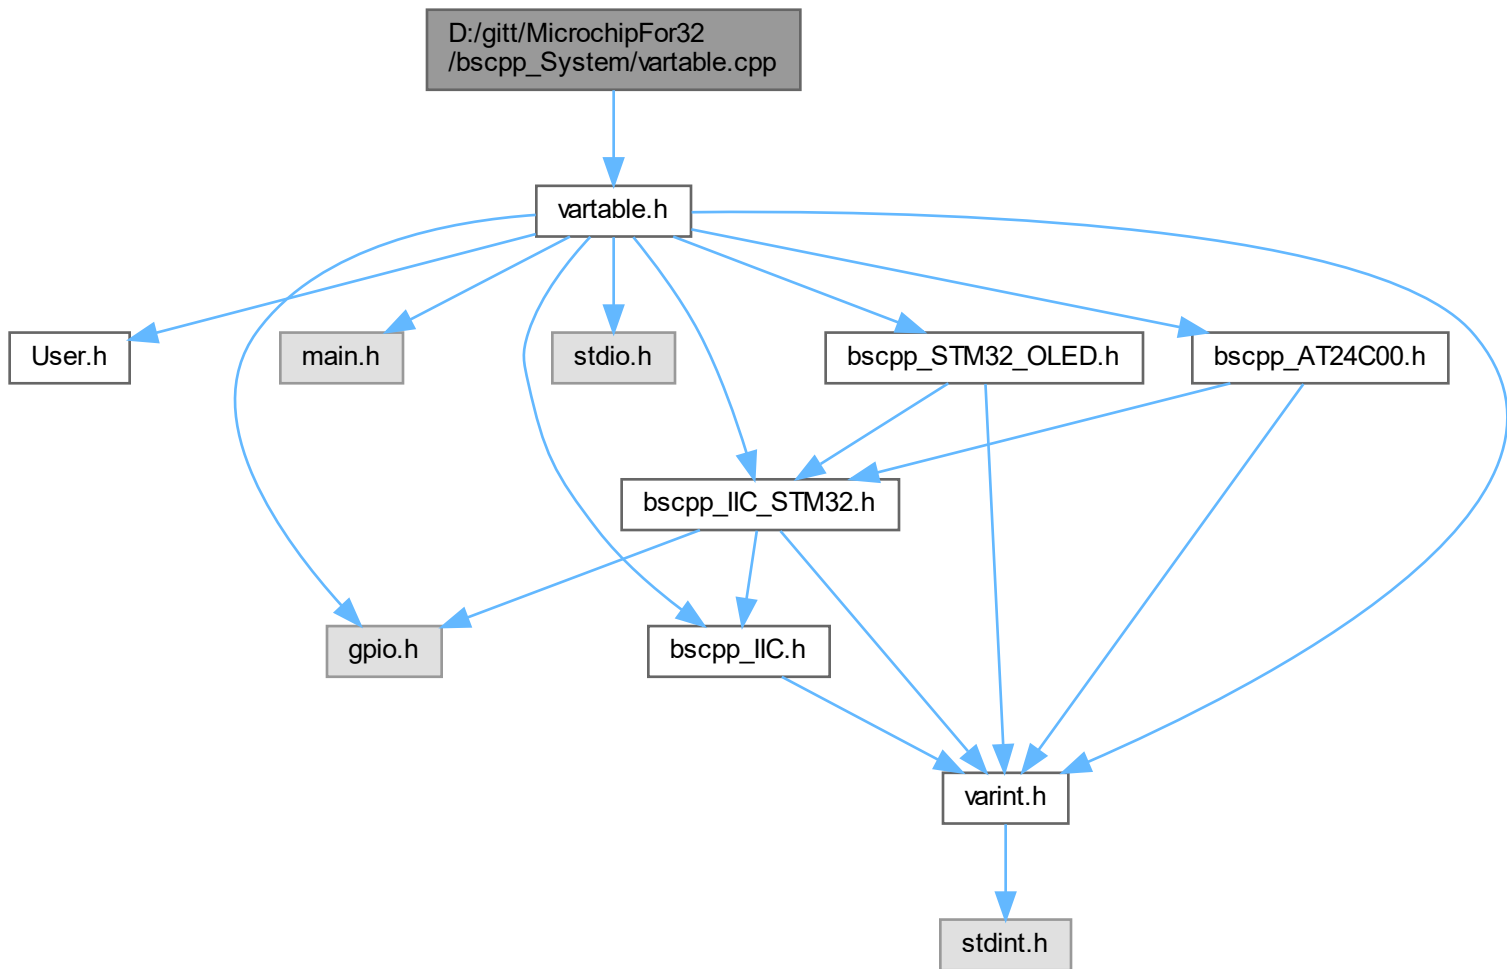 D:/gitt/MicrochipFor32
/bscpp_System/vartable.cpp
vartable.h
User.h
main.h
stdio.h
bscpp_STM32_OLED.h
bscpp_AT24C00.h
bscpp_IIC_STM32.h
gpio.h
bscpp_IIC.h
varint.h
stdint.h